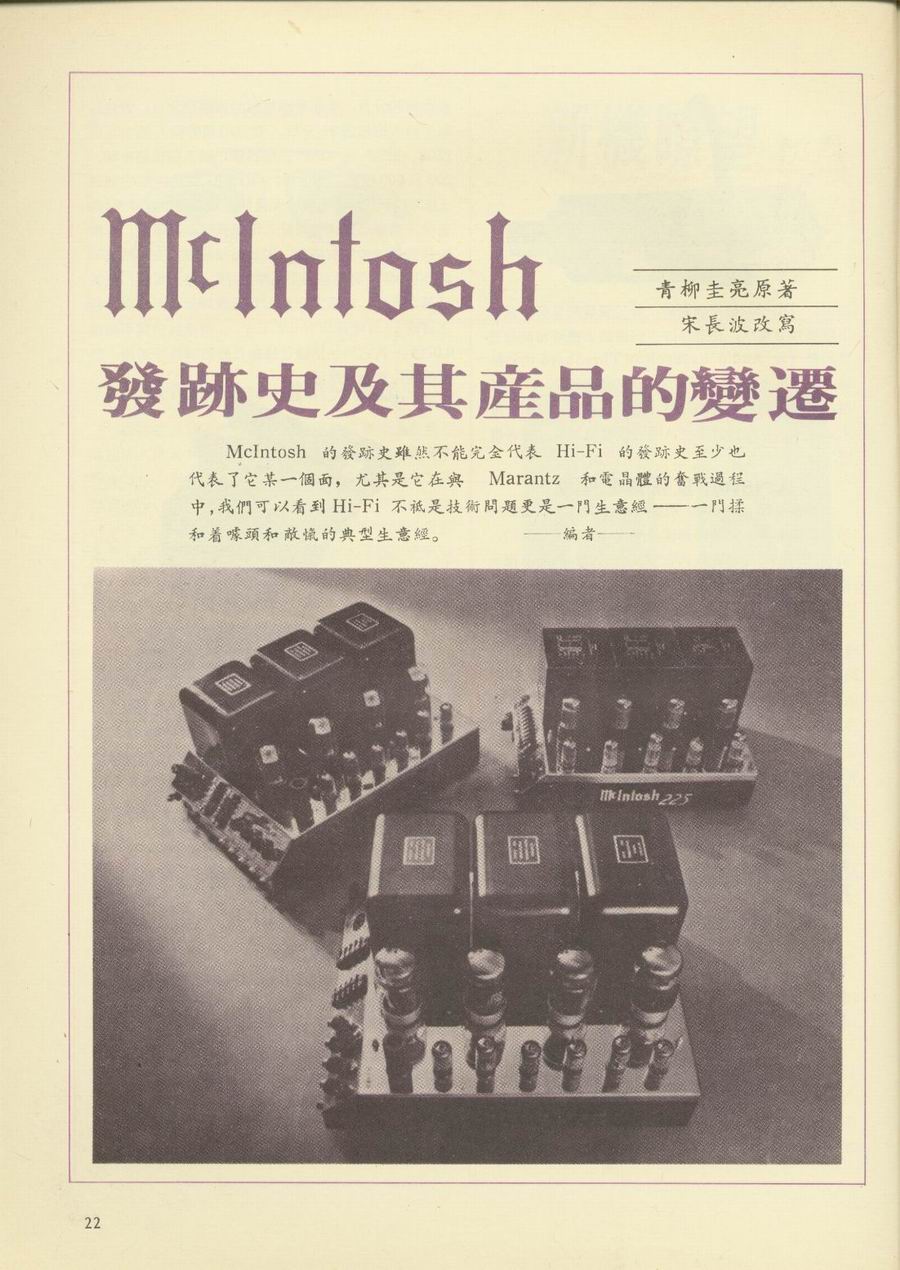 McIntosh
青柳圭亮原著
宋長波改寫
發跡史及其產品的變遷
McIntosh 的發跡史雖然不能完全代表 Hi-Fi 的發跡史至少也
代表了它某一個面，尤其是它在與 Marantz 和電晶體的奮戰過程
中，我們可以看到 Hi-Fi 不祇是技術問題更是一門生意經——一門揉
和着噱頭和敵愾的典型生意經。 ——編者——
McIntosh 225
22